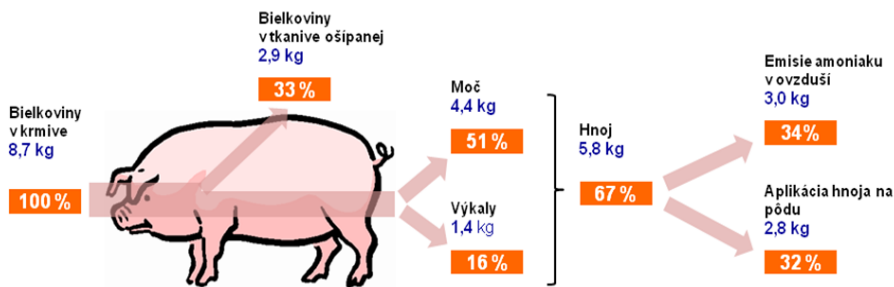 Bielkoviny
v krmive
8,7 kg
100 %
Bielkoviny
v tkanive ošípanej
2,9 kg
33 %
Moč
4,4 kg
51 %
Výkaly
1,4 kg
16 %
Hnoj
5,8 kg
67 %
Emisie amoniaku
v ovzduší
3,0 kg
34%
Aplikácia hnoja na
pôdu
2,8 kg
32 %